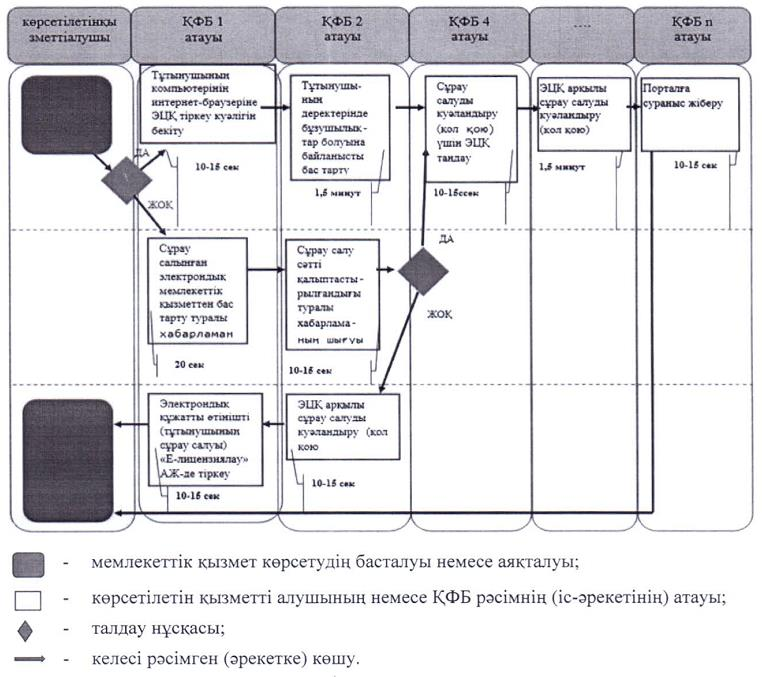 көрсетілетінқы
зметтіалушы
ҚФБ 1
атауы
ҚФБ 2
атауы
ҚФБ 4
атауы
....
ҚФБ n
атауы
Тұтынушының
компьютерінің
интернет-браузеріне
ЭЦҚ тіркеу куәлігін
бекіту
10-15 сек
Тұтынушы-
ның
деректерінде
бұзушылық-
тар болуына
байланысты
бас тарту
1,5 минут
Сұрау
салуды
куәландыру
(қол қою)
үшін ЭЦҚ
таңдау
10-15ссек
ЭЦҚ арқылы
сұрау салуды
куәландыру
(қол қою)
1,5 минут
Порталға
сураныс жіберу
10-15 сек
ДА
ЖОҚ
Сұрау
салынған
электрондық
мемлекеттік
қызметтен бас
тарту туралы
хабарламан
20 сек
Сұрау салу
сәтті
қалыптасты-
рылғандығы
туралы
хабарлама-
ның шығуы
10-15 сек
ДА
ЖОҚ
Электрондық
құжатты өтінішті
(тұтынушының
сұрау салуы)
«Е-лицензиялау»
АЖ-де тіркеу
10-15 сек
ЭЦҚ арқылы
сұрау салуды
куәландыру (қол
қою
10-15 сек
- мемлекеттік қызмет көрсетудің басталуы немесе аяқталуы;
- көрсетілетін қызметті алушының немесе ҚФБ рәсімнің (іс-әрекетінің) атауы;
- талдау нұсқасы;
- келесі рәсімген (әрекетке) көшу.